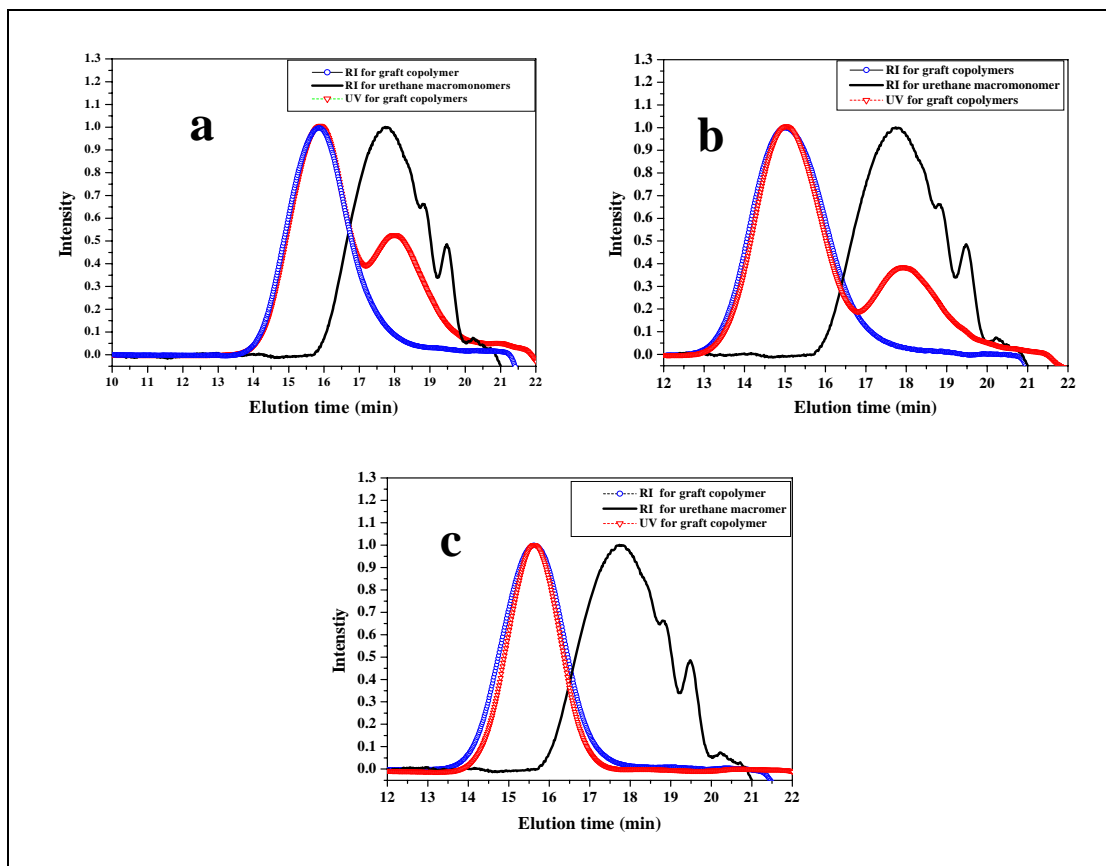 1.3
1.2
1.1
1.0
0.9
0.8
0.7
0.6
0.5
0.4
0.3
0.2
0.1
0.0
Intensity
a
RI for graft copolymer
RI for urethane macromonomers
UV for graft copolymers
10 11 12 13 14 15 16 17 18 19 20 21 22
Elution time (min)
1.3
1.2
1.1
1.0
0.9
0.8
0.7
0.6
0.5
0.4
0.3
0.2
0.1
0.0
Intensity
b
RI for graft copolymers
RI for urethane macromonomer
UV for graft copolymers
12 13 14 15 16 17 18 19 20 21 22
Elution time (min)
1.3
1.2
1.1
1.0
0.9
0.8
0.7
0.6
0.5
0.4
0.3
0.2
0.1
0.0
Intenstiy
c
RI for graft copolymer
RI for urethane macromer
UV for graft copolymer
12 13 14 15 16 17 18 19 20 21 22
Elution time (min)